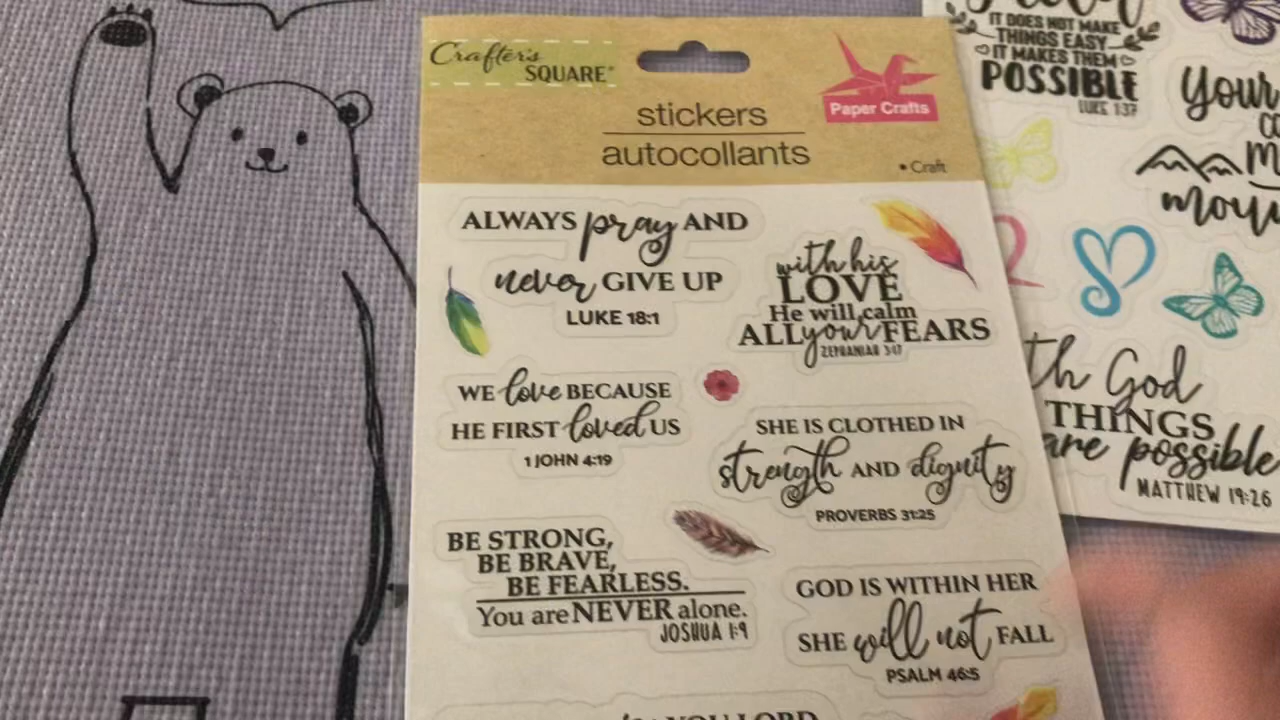 Crafter's
SQUARE
stickers
autocollants
Paper Crafts
• Craft
ALWAYS pray AND
never GIVE UP
LUKE 18:1
with his
LOVE
He will calm
ALL your FEARS
ZEPHANIAH 3:17
WE love BECAUSE
HE FIRST loved US
1 JOHN 4:19
SHE IS CLOTHED IN
strength AND dignity
PROVERBS 31:25
BE STRONG,
BE BRAVE,
BE FEARLESS.
You are NEVER alone.
JOSHUA 1:9
GOD IS WITHIN HER
SHE will not FALL
PSALM 46:5
YOU LORD
IT DOES NOT MAKE
THINGS EASY
IT MAKES THEM
POSSIBLE
LUKE 1:37
Your
God
THINGS
are possible
MATTHEW 19:26